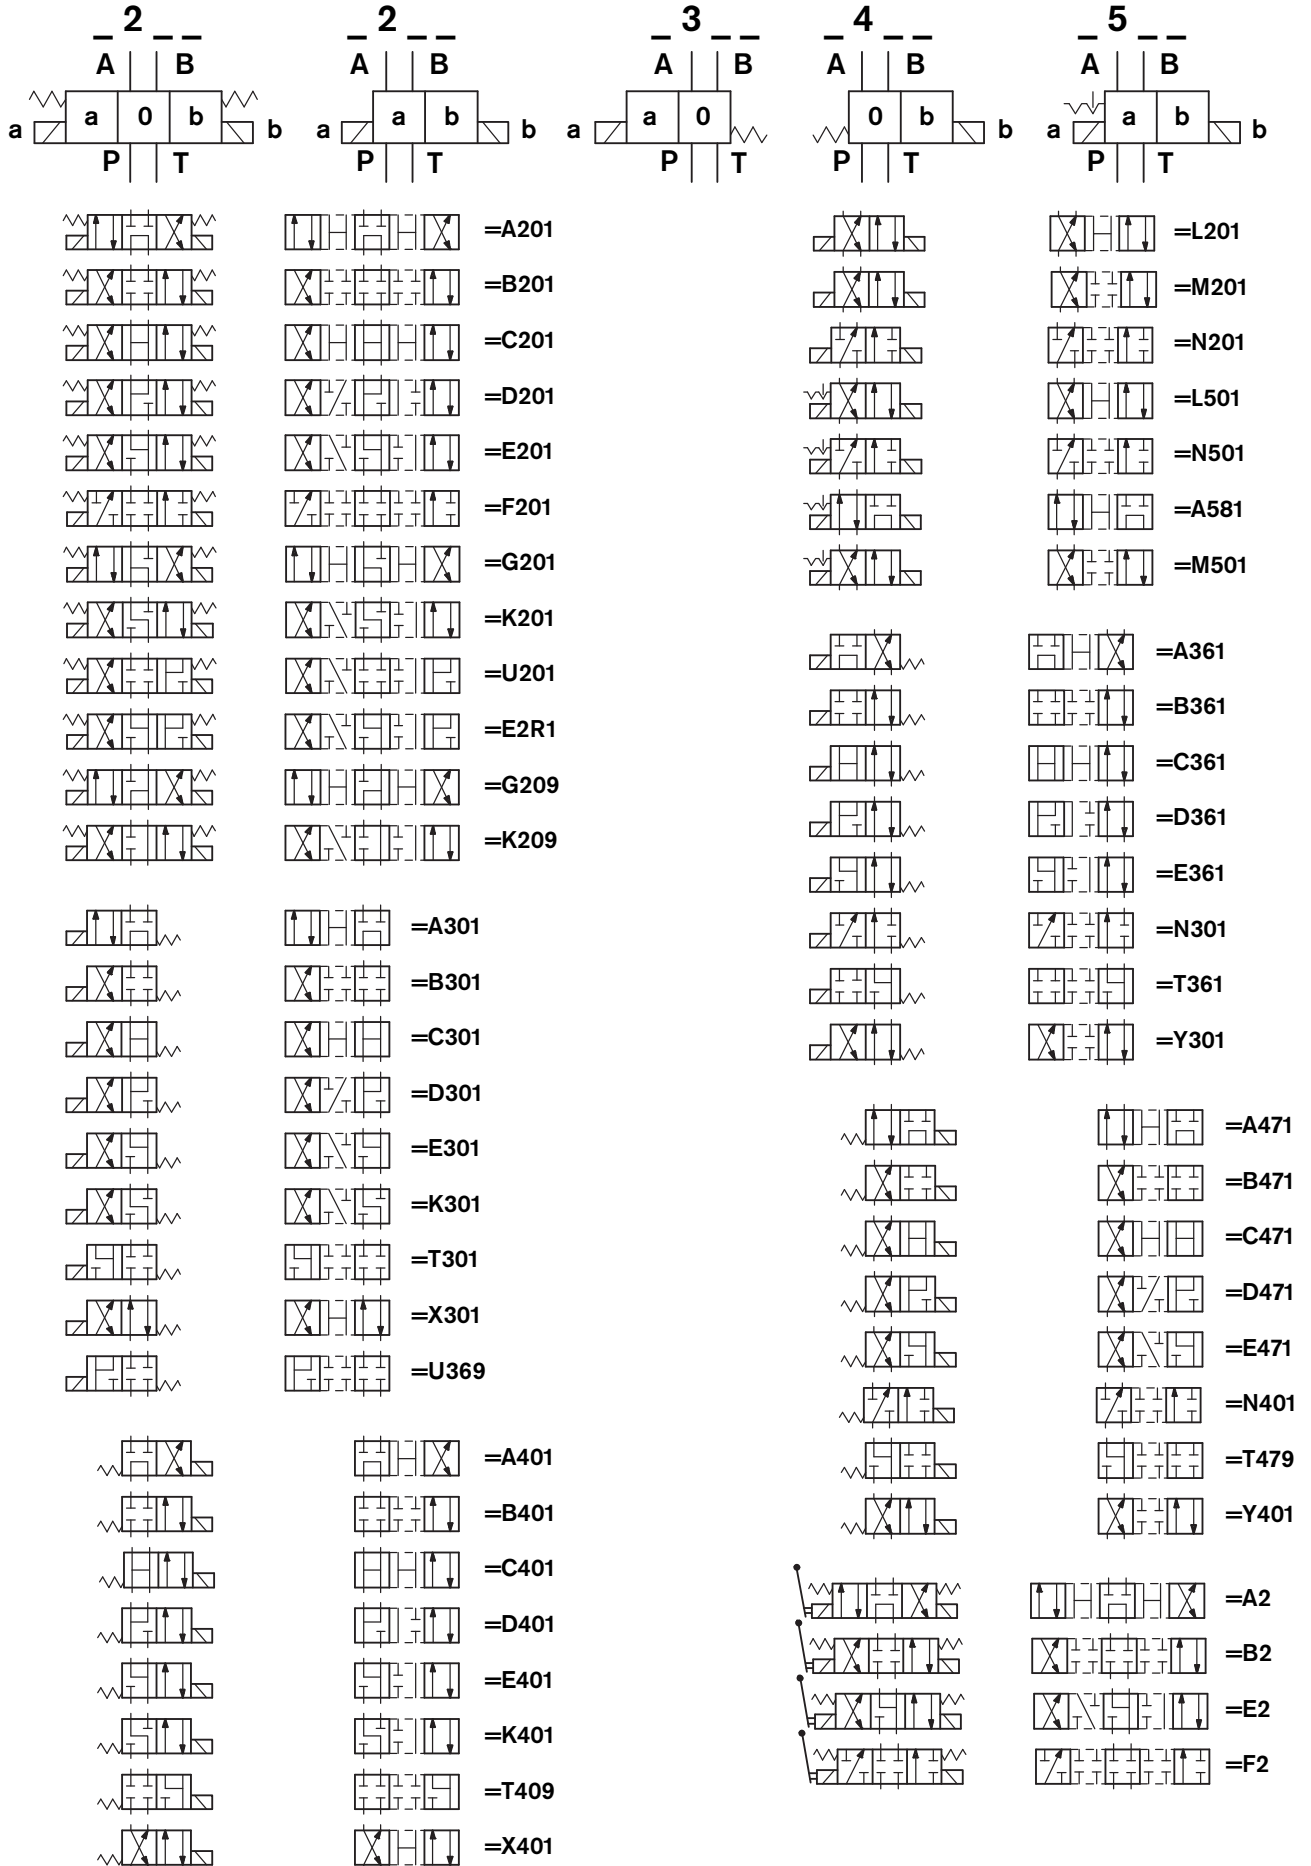 _ 2 _ _
A B
a a 0 b b
P T
_ 2 _ _
A B
a a b b
P T
_ 3 _ _
A B
a a 0
P T
_ 4 _ _
A B
0 b b
P T
_ 5 _ _
A B
a a b b
P T
=A201
=B201
=C201
=D201
=E201
=F201
=G201
=K201
=U201
=E2R1
=G209
=K209
=A301
=B301
=C301
=D301
=E301
=K301
=T301
=X301
=U369
=A401
=B401
=C401
=D401
=E401
=K401
=T409
=X401
=L201
=M201
=N201
=L501
=N501
=A581
=M501
=A361
=B361
=C361
=D361
=E361
=N301
=T361
=Y301
=A471
=B471
=C471
=D471
=E471
=N401
=T479
=Y401
=A2
=B2
=E2
=F2